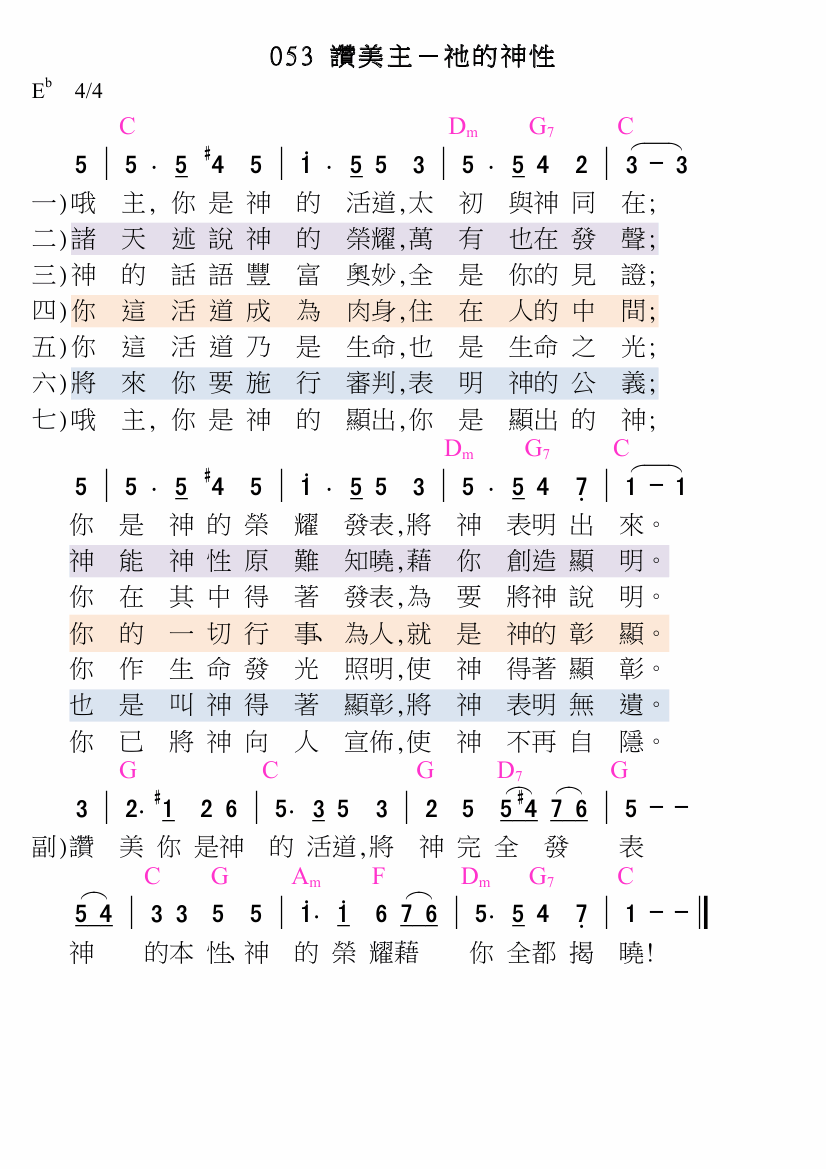 053 讚美主－祂的神性
E♭ 4/4
C Dm G7 C
5 | 5 . 5 #4 5 | i . 5 5 3 | 5 . 5 4 2 | 3 － 3
一)哦 主, 你 是 神 的 活道,太 初 與神 同 在;
二)諸 天 述 說 神 的 榮耀,萬 有 也在 發 聲;
三)神 的 話 語 豐 富 奧妙,全 是 你的 見 證;
四)你 這 活 道 成 為 肉身,住 在 人的 中 間;
五)你 這 活 道 乃 是 生命,也 是 生命 之 光;
六)將 來 你 要 施 行 審判,表 明 神的 公 義;
七)哦 主, 你 是 神 的 顯出,你 是 顯出 的 神;
Dm G7 C
5 | 5 . 5 #4 5 | i . 5 5 3 | 5 . 5 4 7̣ | 1 － 1
你 是 神 的 榮 耀 發表,將 神 表明 出 來。
神 能 神 性 原 難 知曉,藉 你 創造 顯 明。
你 在 其 中 得 著 發表,為 要 將神 說 明。
你 的 一 切 行 事、為人,就 是 神的 彰 顯。
你 作 生 命 發 光 照明,使 神 得著 顯 彰。
也 是 叫 神 得 著 顯彰,將 神 表明 無 遺。
你 已 將 神 向 人 宣佈,使 神 不再 自 隱。
G C G D7 G
3 | 2. #1 2 6 | 5. 3 5 3 | 2 5 5 #4 7 6 | 5 － －
副)讚 美 你 是神 的 活道,將 神 完 全 發 表
C G Am F Dm G7 C
5 4 | 3 3 5 5 | i. i 6 7 6 | 5. 5 4 7̣ | 1 － － ‖
神 的本 性、神 的 榮 耀藉 你 全都 揭 曉!